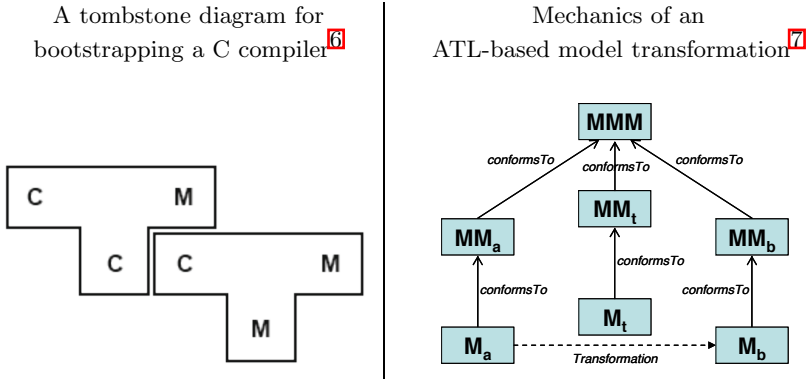 A tombstone diagram for
bootstrapping a C compiler6
C M
C C M
M
Mechanics of an
ATL-based model transformation7
MMM
conformsTo conformsTo conformsTo
MMt
MMa MMb
conformsTo conformsTo conformsTo
Mt
Ma Mb
Transformation